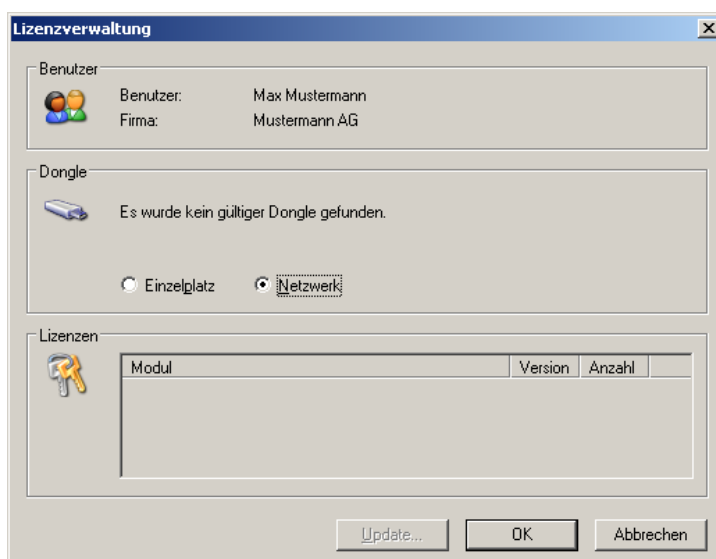 Lizenzverwaltung
Benutzer
Benutzer: Max Mustermann
Firma: Mustermann AG
Dongle
Es wurde kein gültiger Dongle gefunden.
Einzelplatz Netzwerk
Lizenzen
Modul Version Anzahl
Update... OK Abbrechen